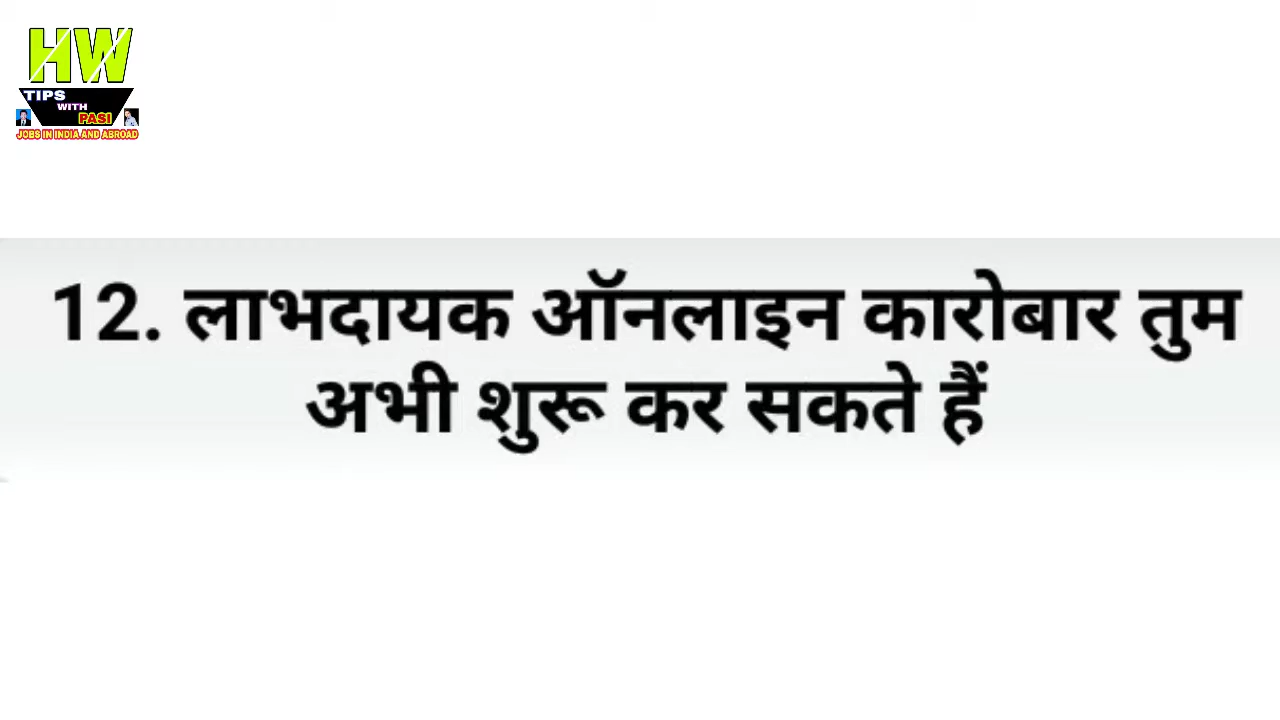 HW
TIPS
WITH
PASI
JOBS IN INDIA AND ABROAD
12. लाभदायक ऑनलाइन कारोबार तुम
अभी शुरू कर सकते हैं